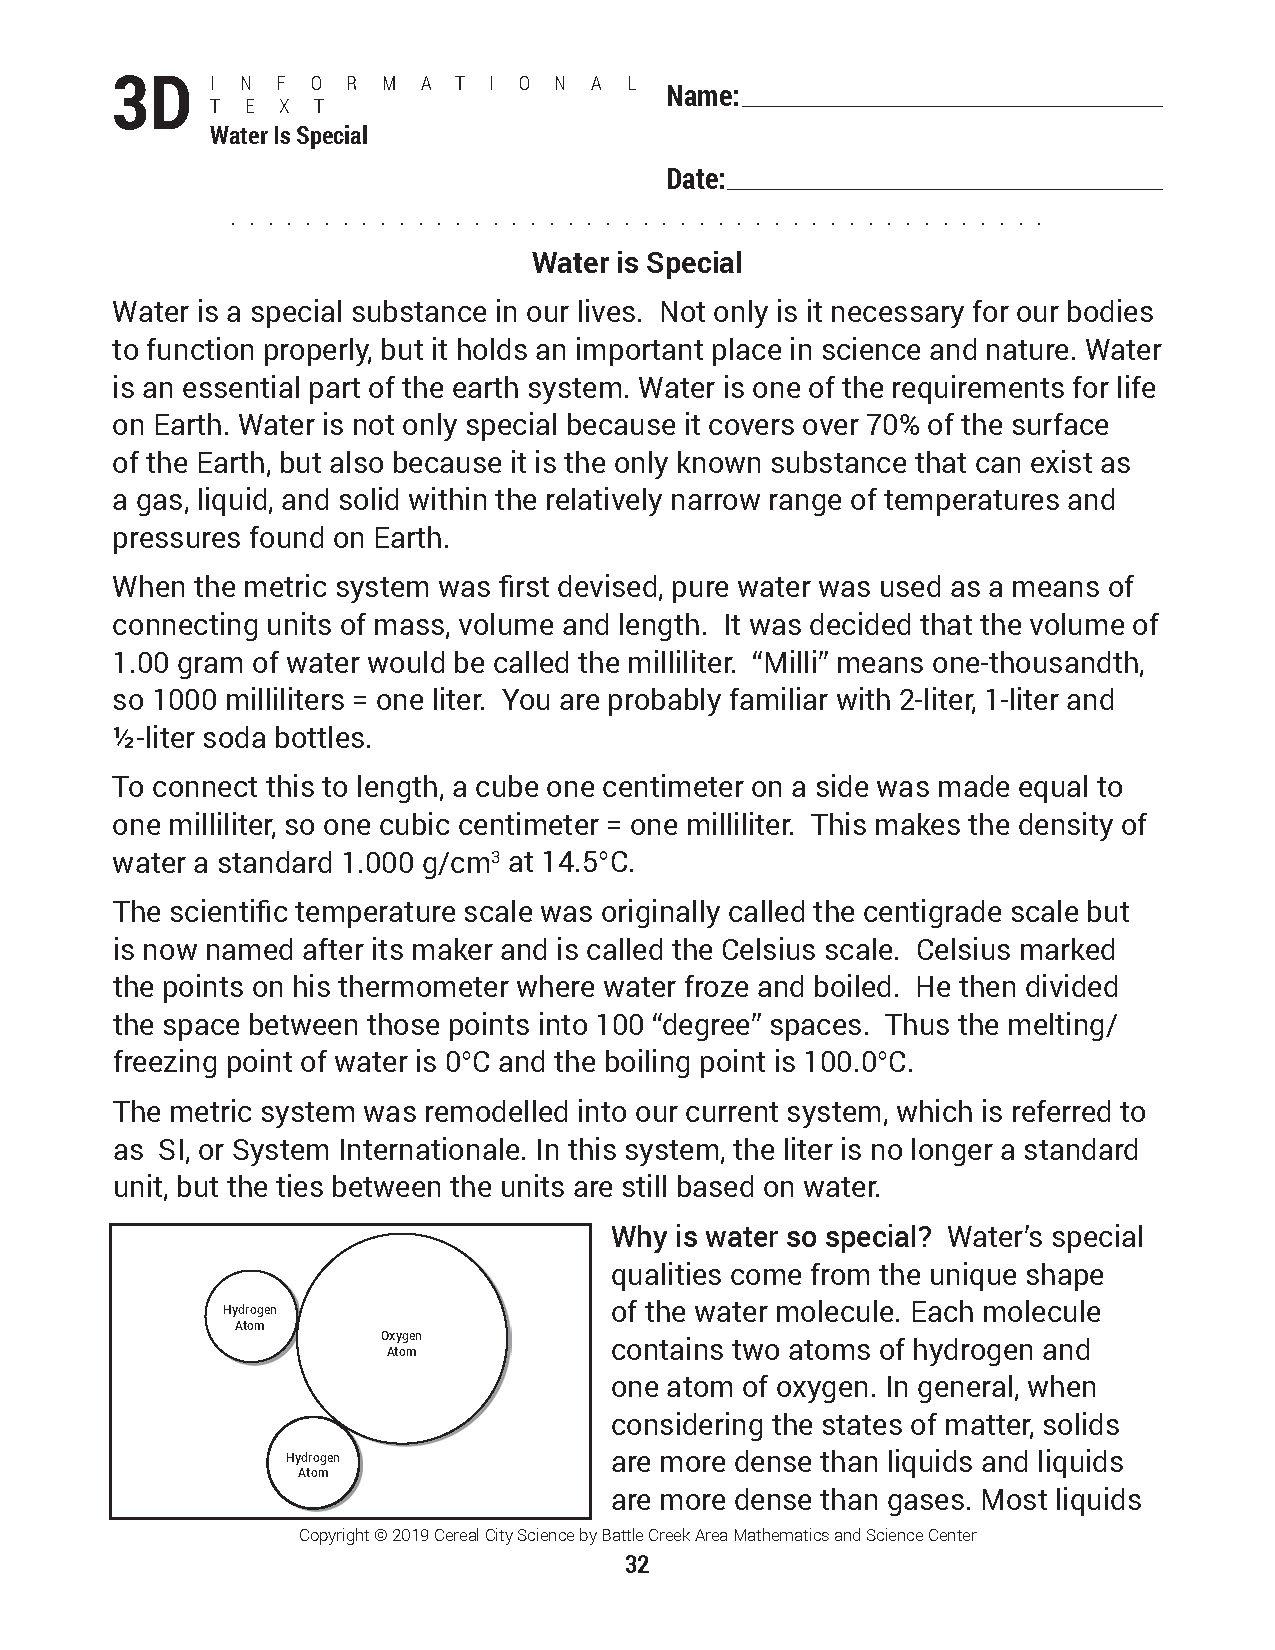 3D
I N F O R M A T I O N A L
T E X T
Water Is Special
Name:
Date:
Water is Special
Water is a special substance in our lives.  Not only is it necessary for our bodies
to function properly, but it holds an important place in science and nature. Water
is an essential part of the earth system. Water is one of the requirements for life
on Earth. Water is not only special because it covers over 70% of the surface
of the Earth, but also because it is the only known substance that can exist as
a gas, liquid, and solid within the relatively narrow range of temperatures and
pressures found on Earth.
When the metric system was first devised, pure water was used as a means of
connecting units of mass, volume and length.  It was decided that the volume of
1.00 gram of water would be called the milliliter.  “Milli” means one-thousandth,
so 1000 milliliters = one liter.  You are probably familiar with 2-liter, 1-liter and
½-liter soda bottles.
To connect this to length, a cube one centimeter on a side was made equal to
one milliliter, so one cubic centimeter = one milliliter.  This makes the density of
water a standard 1.000 g/cm³ at 14.5°C.
The scientific temperature scale was originally called the centigrade scale but
is now named after its maker and is called the Celsius scale.  Celsius marked
the points on his thermometer where water froze and boiled.  He then divided
the space between those points into 100 “degree” spaces.  Thus the melting/
freezing point of water is 0°C and the boiling point is 100.0°C.
The metric system was remodelled into our current system, which is referred to
as  SI, or System Internationale. In this system, the liter is no longer a standard
unit, but the ties between the units are still based on water.
Hydrogen
Atom
Oxygen
Atom
Hydrogen
Atom
Why is water so special?  Water’s special
qualities come from the unique shape
of the water molecule. Each molecule
contains two atoms of hydrogen and
one atom of oxygen. In general, when
considering the states of matter, solids
are more dense than liquids and liquids
are more dense than gases. Most liquids
Copyright © 2019 Cereal City Science by Battle Creek Area Mathematics and Science Center
32